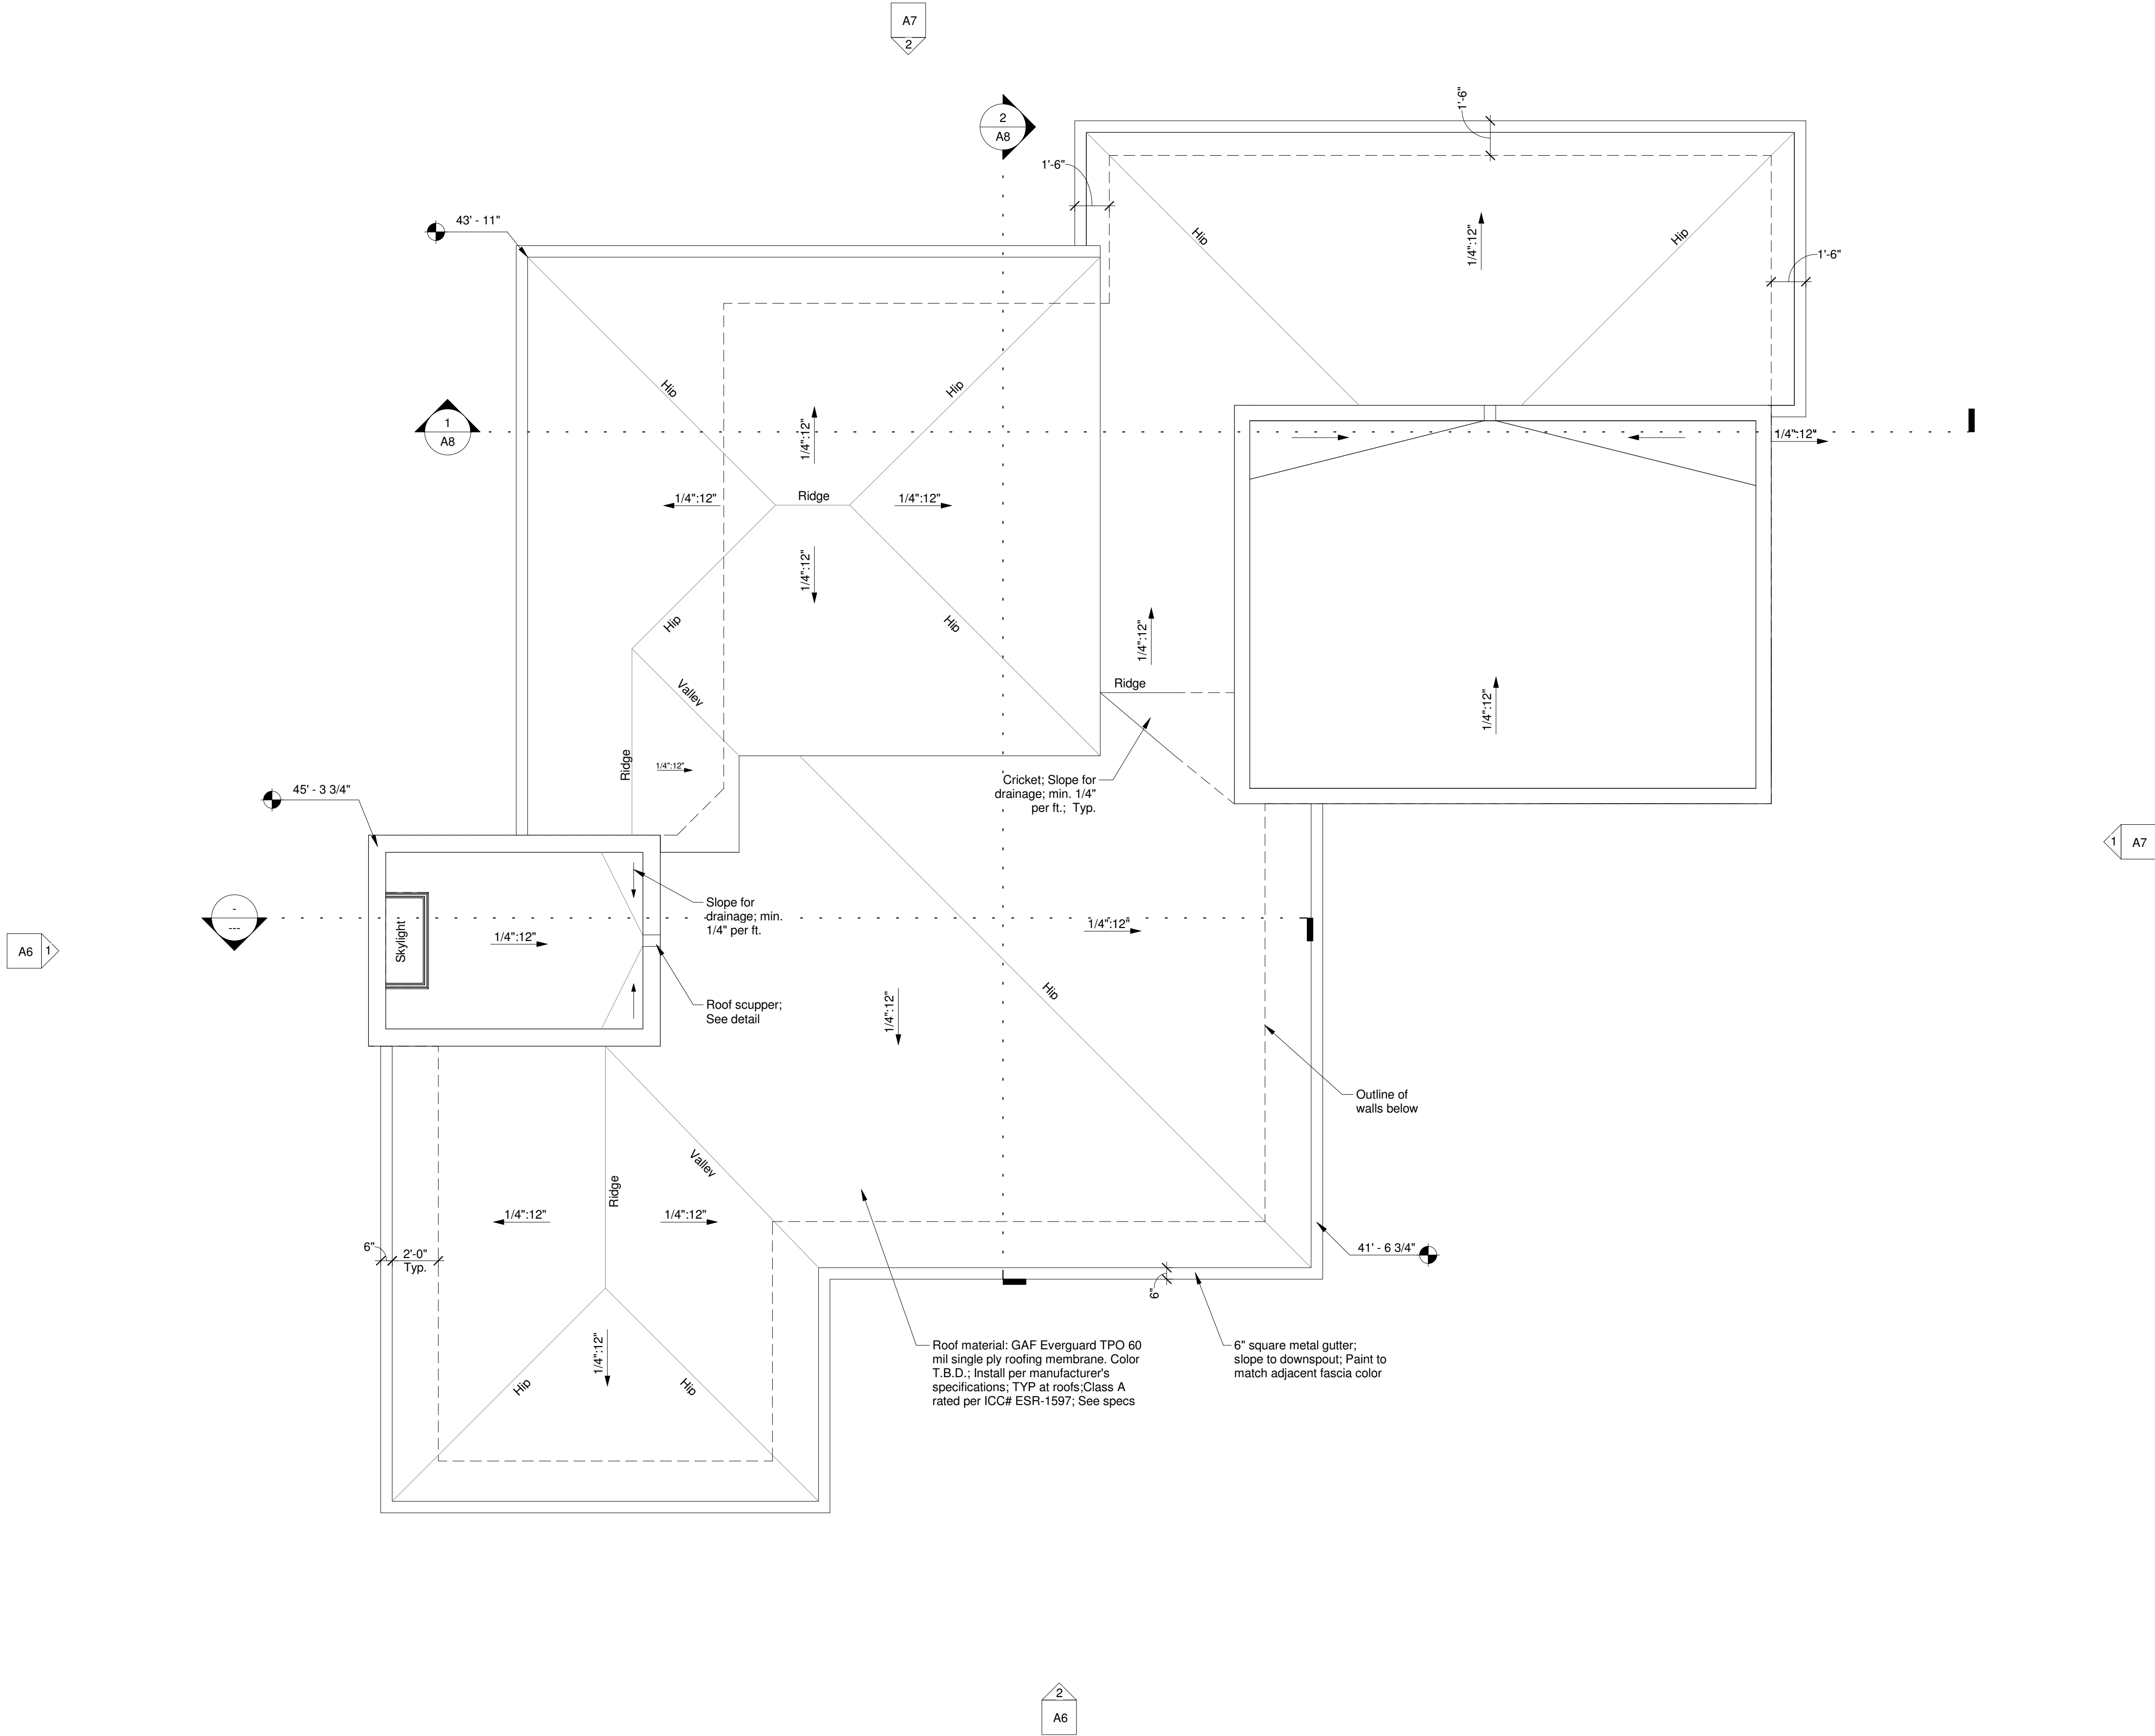 A7
2
2
A8
1'-6"
1'-6"
43' - 11"
Hip
1/4":12"
Hip
1'-6"
Hip
Hip
1
A8
1/4":12"
1/4":12"
1/4":12"
Ridge
1/4":12"
1/4":12"
Hip
Hip
1/4":12"
Valley
Ridge
1/4":12"
Ridge
1/4":12"
Cricket; Slope for
drainage; min. 1/4"
per ft.;  Typ.
45' - 3 3/4"
1
A7
-
---
Skylight
1/4":12"
Slope for
drainage; min.
1/4" per ft.
1/4":12"
A6
1
Roof scupper;
See detail
1/4":12"
Hip
Outline of
walls below
Valley
Ridge
1/4":12"
1/4":12"
6"
2'-0"
Typ.
41' - 6 3/4"
6"
1/4":12"
Hip
Hip
Roof material: GAF Everguard TPO 60
mil single ply roofing membrane. Color
T.B.D.; Install per manufacturer's
specifications; TYP at roofs;Class A
rated per ICC# ESR-1597; See specs
6" square metal gutter;
slope to downspout; Paint to
match adjacent fascia color
2
A6